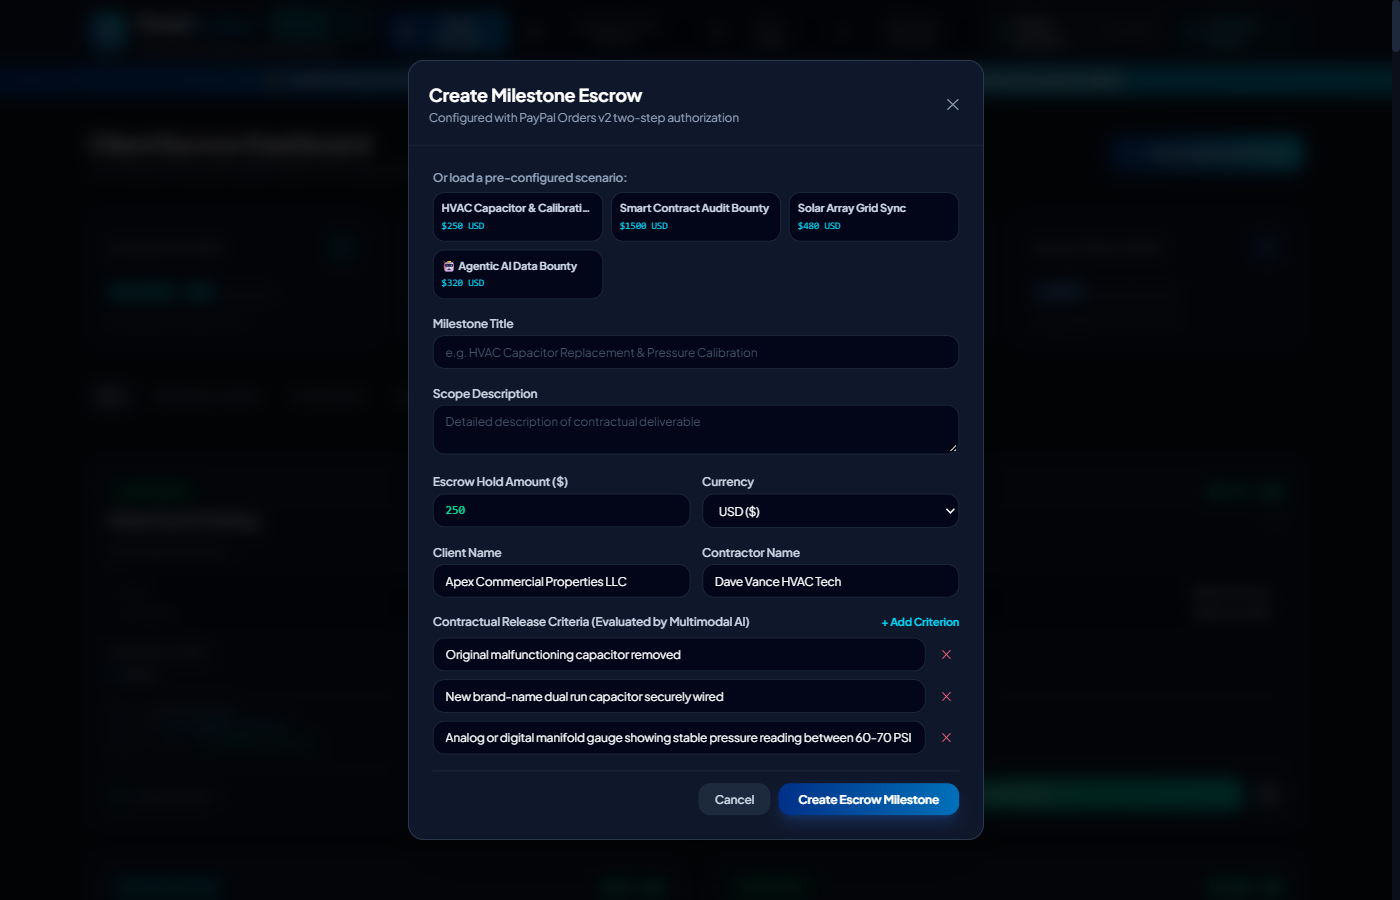 Create Milestone Escrow
Configured with PayPal Orders v2 two-step authorization
Or load a pre-configured scenario:
HVAC Capacitor & Calibrati...
$250 USD
Smart Contract Audit Bounty
$1500 USD
Solar Array Grid Sync
$480 USD
Agentic AI Data Bounty
$320 USD
Milestone Title
e.g. HVAC Capacitor Replacement & Pressure Calibration
Scope Description
Detailed description of contractual deliverable
Escrow Hold Amount ($)
Currency
250
USD ($)
Client Name
Contractor Name
Apex Commercial Properties LLC
Dave Vance HVAC Tech
Contractual Release Criteria (Evaluated by Multimodal AI)
+ Add Criterion
Original malfunctioning capacitor removed
New brand-name dual run capacitor securely wired
Analog or digital manifold gauge showing stable pressure reading between 60-70 PSI
Cancel
Create Escrow Milestone